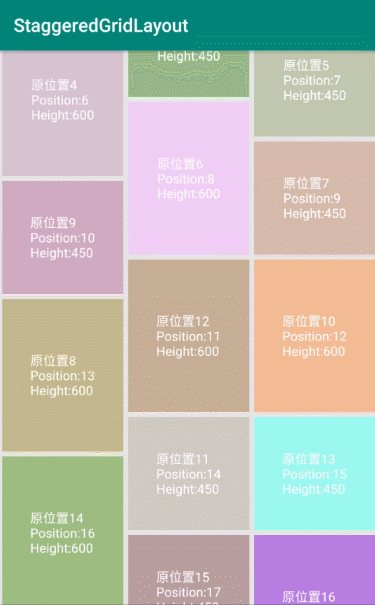 StaggeredGridLayout
Height:450
原位置4
Position:6
Height:600
原位置5
Position:7
Height:450
原位置6
Position:8
Height:600
原位置7
Position:9
Height:450
原位置9
Position:10
Height:450
原位置12
Position:11
Height:600
原位置10
Position:12
Height:600
原位置8
Position:13
Height:600
原位置11
Position:14
Height:450
原位置13
Position:15
Height:450
原位置14
Position:16
Height:600
原位置15
Position:17
Height:450
原位置16